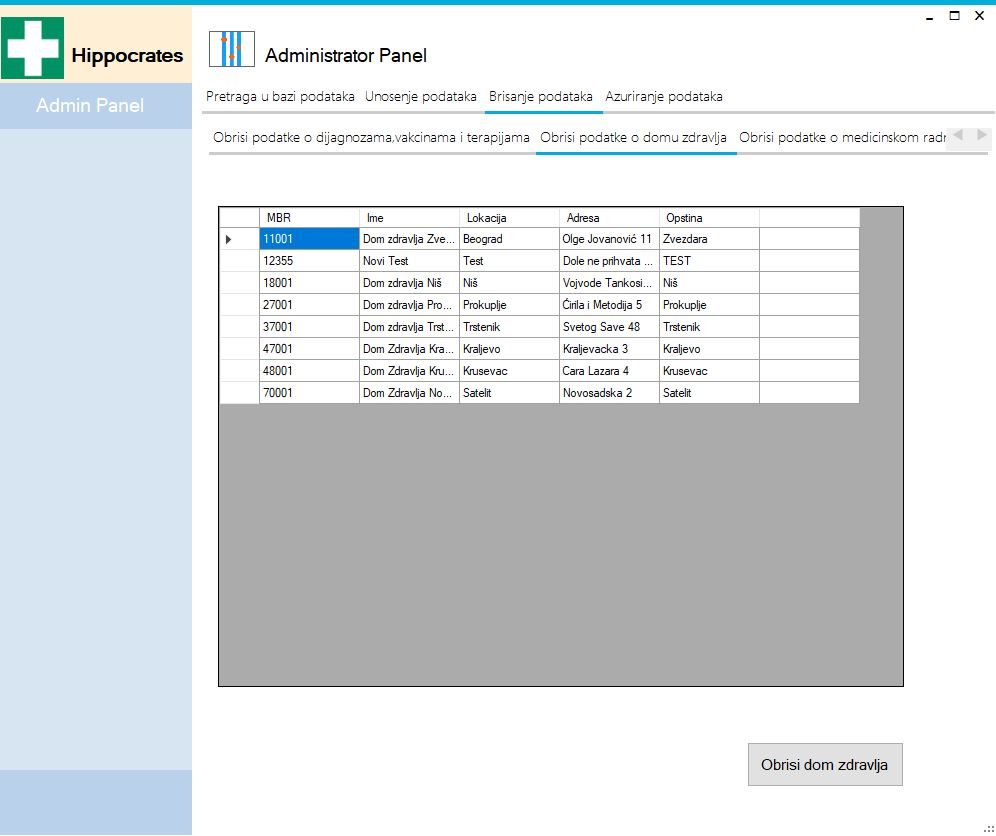 Hippocrates
Admin Panel
Administrator Panel
Pretraga u bazi podataka Unosenje podataka Brisanje podataka Azuriranje podataka
Obrisi podatke o dijagnozama,vakcinama i terapijama Obrisi podatke o domu zdravlja Obrisi podatke o medicinskom radr
MBR Ime Lokacija Adresa Opstina
11001 Dom zdravlja Zve... Beograd Olge Jovanović 11 Zvezdara
12355 Novi Test Test Dole ne prihvata ... TEST
18001 Dom zdravlja Niš Niš Vojvode Tankosi... Niš
27001 Dom zdravlja Pro... Prokuplje Ćirila i Metodija 5 Prokuplje
37001 Dom zdravlja Trst... Trstenik Svetog Save 48 Trstenik
47001 Dom Zdravlja Kra... Kraljevo Kraljevacka 3 Kraljevo
48001 Dom Zdravlja Kru... Krusevac Cara Lazara 4 Krusevac
70001 Dom Zdravlja No... Satelit Novosadska 2 Satelit
Obrisi dom zdravlja